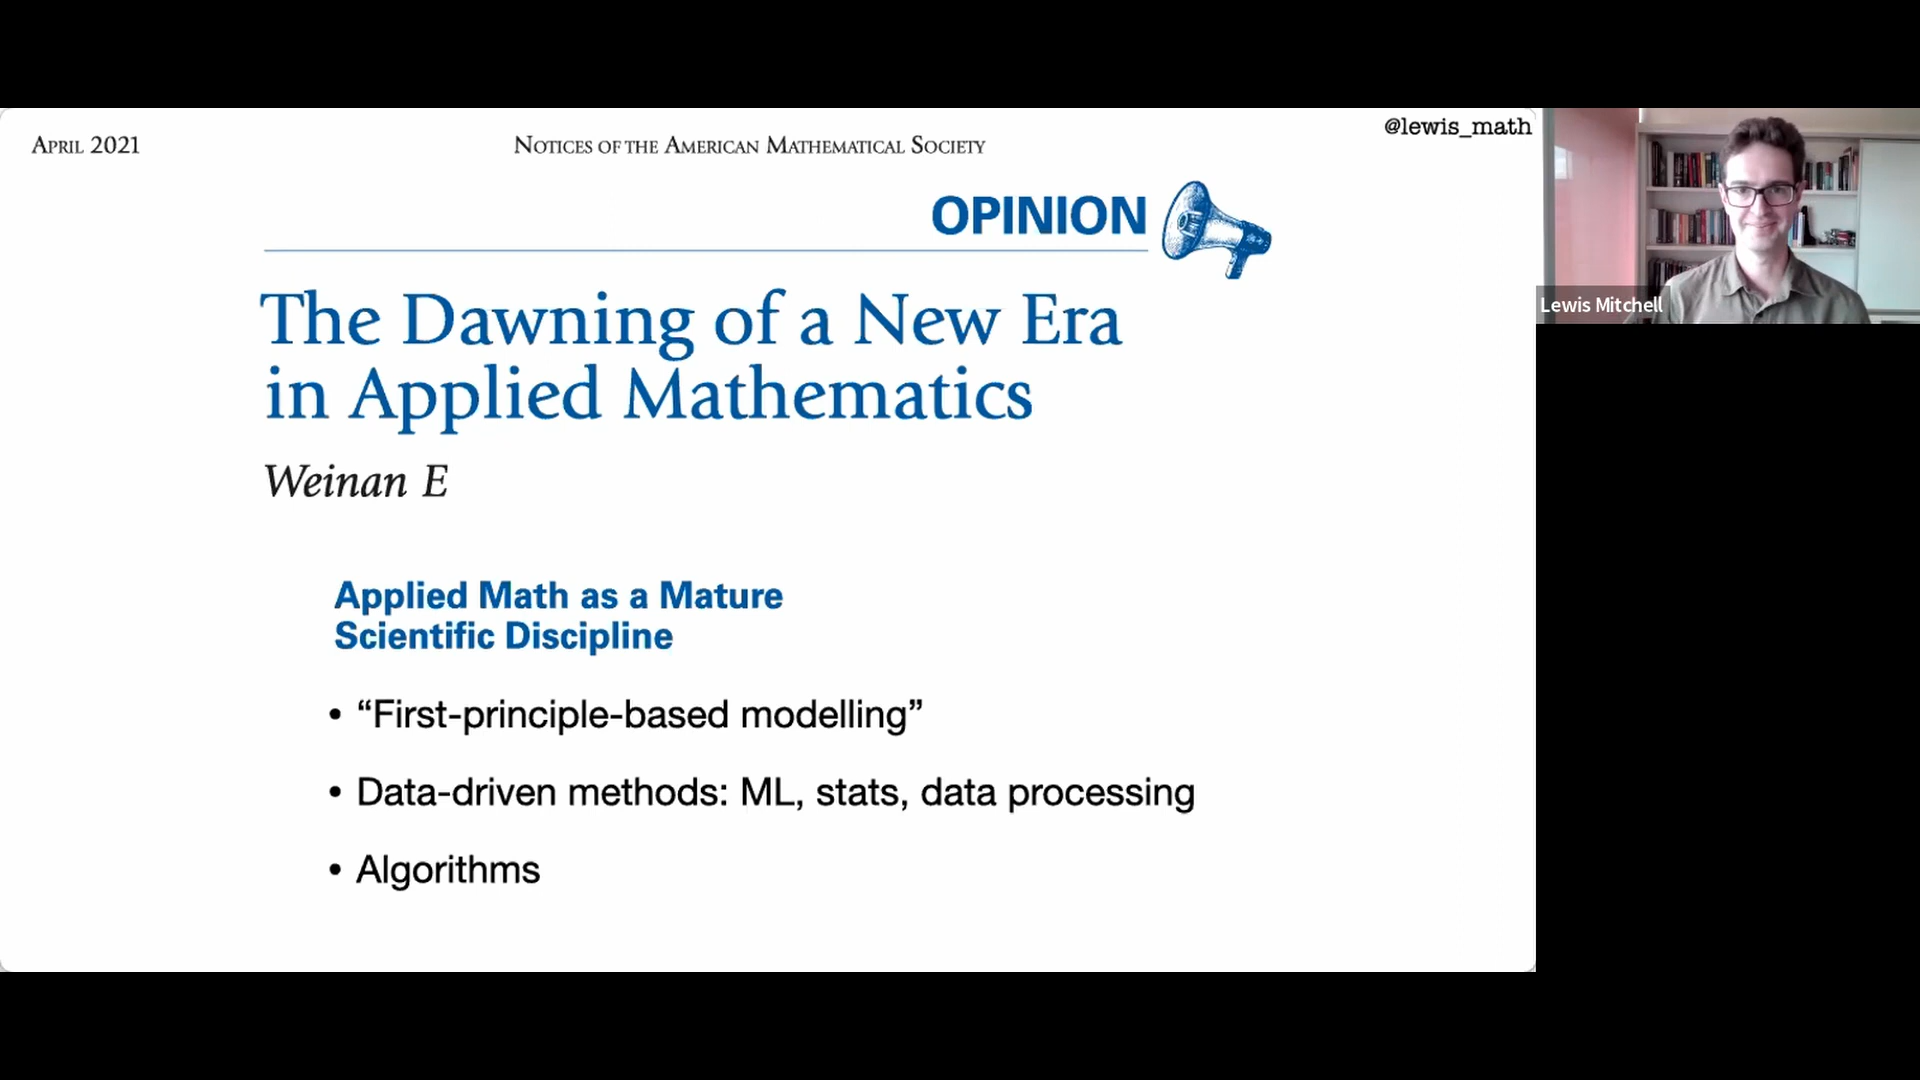 April 2021
Notices of the American Mathematical Society
@lewis_math
OPINION
The Dawning of a New Era
in Applied Mathematics
Weinan E
Applied Math as a Mature
Scientific Discipline
• “First-principle-based modelling”
• Data-driven methods: ML, stats, data processing
• Algorithms
Lewis Mitchell